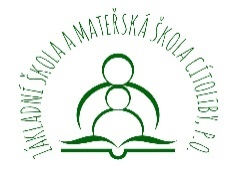 ZÁKLADNÍ ŠKOLA A MATEŘSKÁ ŠKOLA CÍTOLIBY, P.O.